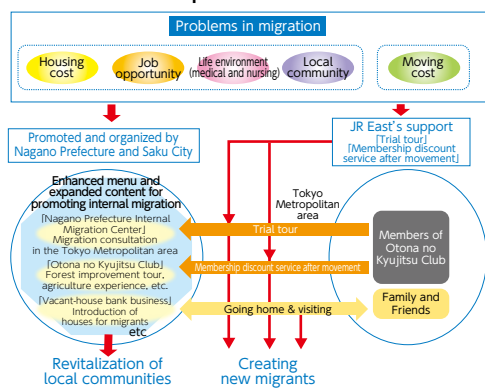 Problems in migration
Housing
cost
Job
opportunity
Life environment
(medical and nursing)
Local
community
Moving
cost
Promoted and organized by
Nagano Prefecture and Saku City
JR East's support
｢Trial tour｣
｢Membership discount
service after movement｣
Enhanced menu and
expanded content for
promoting internal migration
｢Nagano Prefecture Internal
Migration Center｣
Migration consultation
in the Tokyo Metropolitan area
｢Otona no Kyujitsu Club｣
Forest improvement tour,
agriculture experience, etc.
｢Vacant-house bank business｣
Introduction of
houses for migrants
etc
Tokyo
Metropolitan
area
Trial tour
Membership discount service after movement
Going home & visiting
Members of
Otona no
Kyujitsu Club
Family and
Friends
Revitalization of
local communities
Creating
new migrants